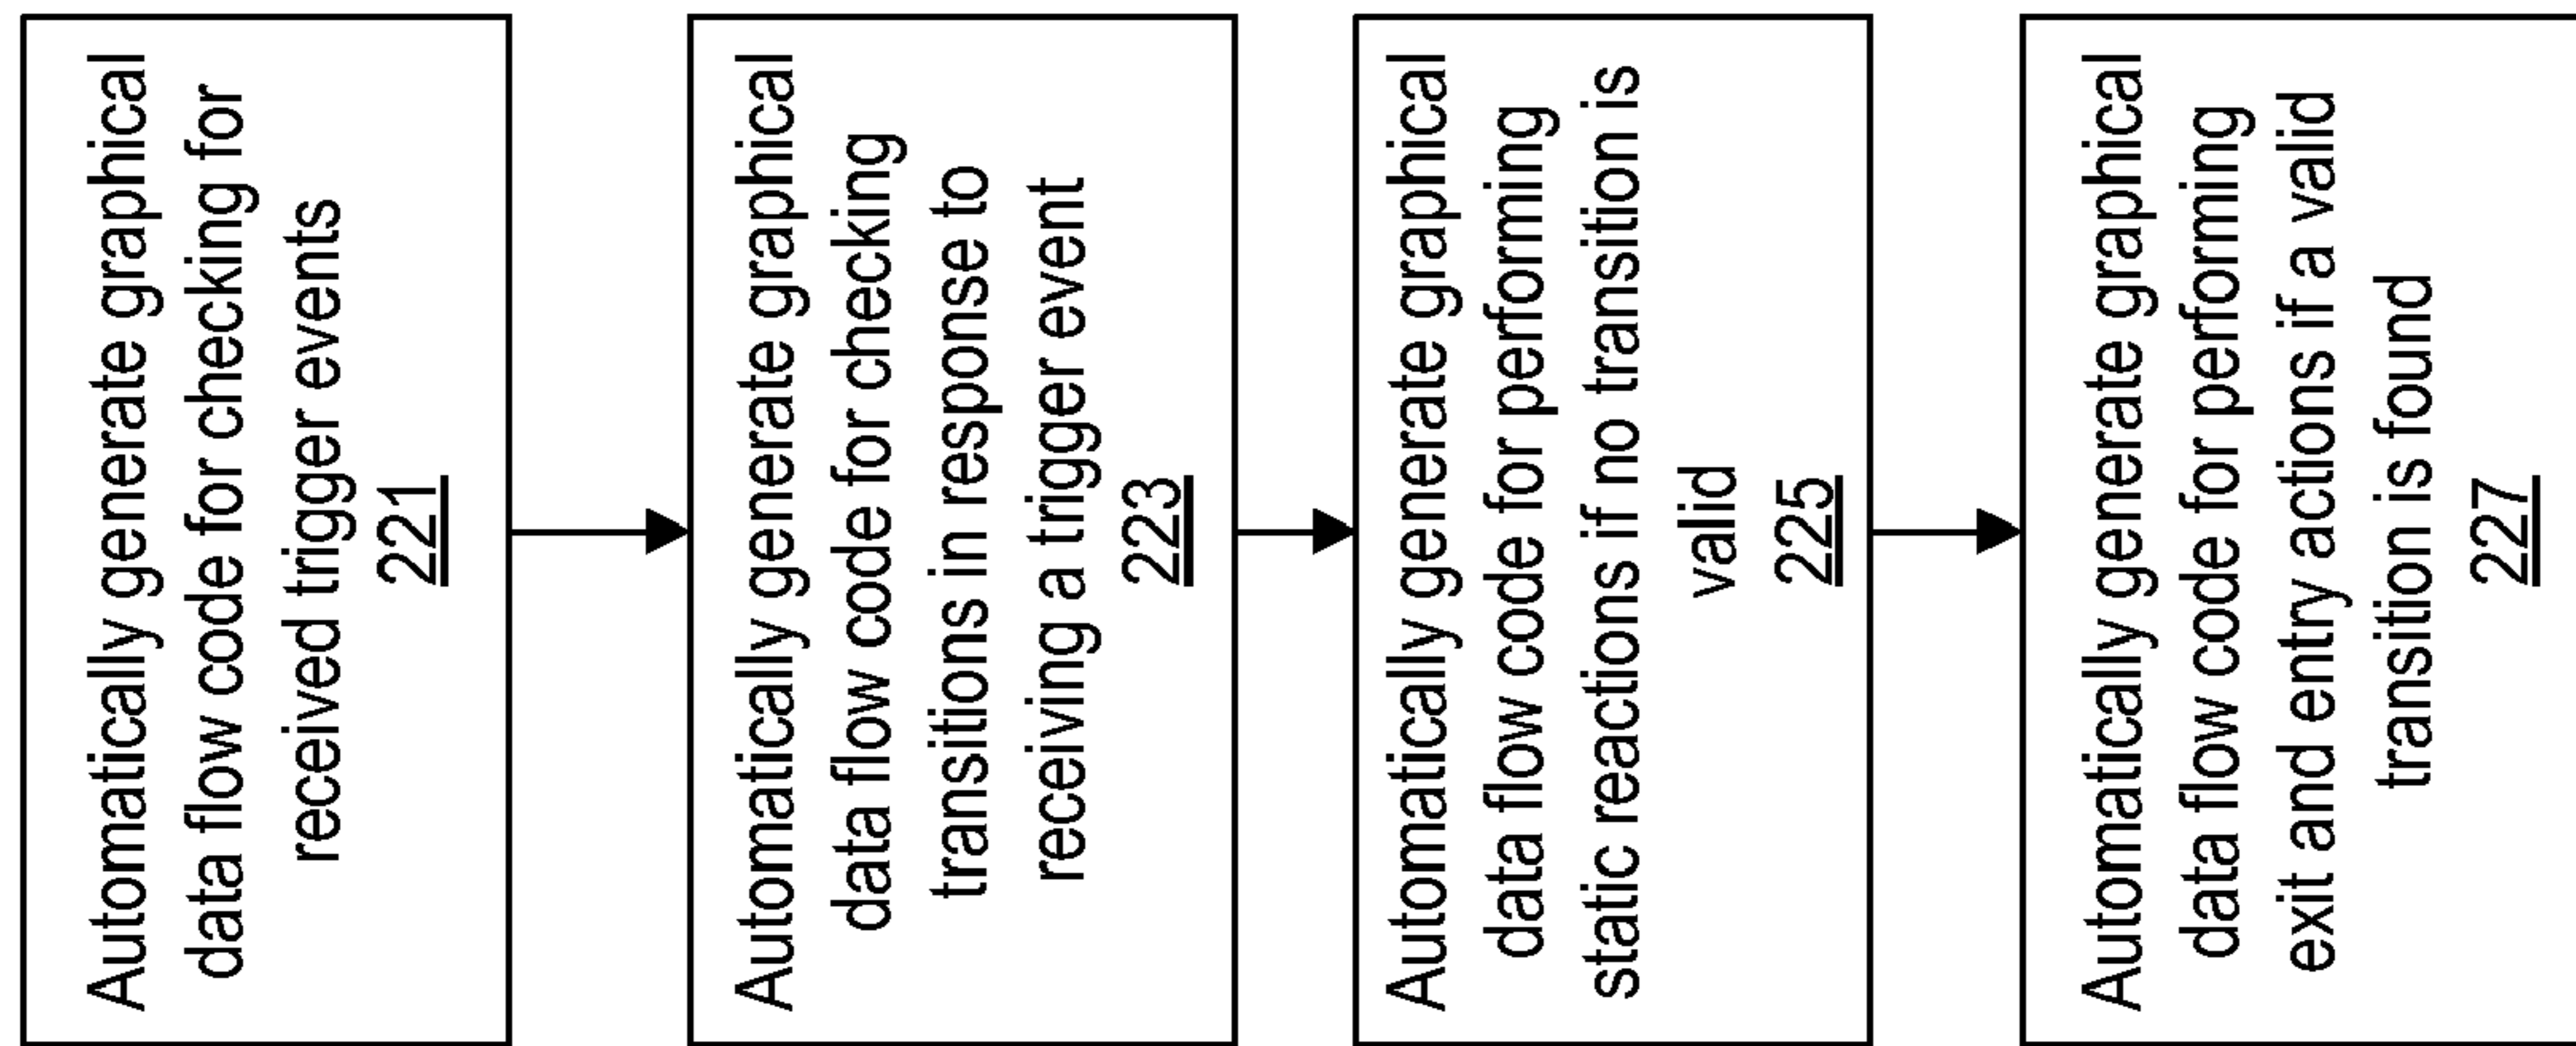 Automatically generate graphical
data flow code for checking for
received trigger events
221
Automatically generate graphical
data flow code for checking
transitions in response to
receiving a trigger event
223
Automatically generate graphical
data flow code for performing
static reactions if no transition is
valid
225
Automatically generate graphical
data flow code for performing
exit and entry actions if a valid
transition is found
227